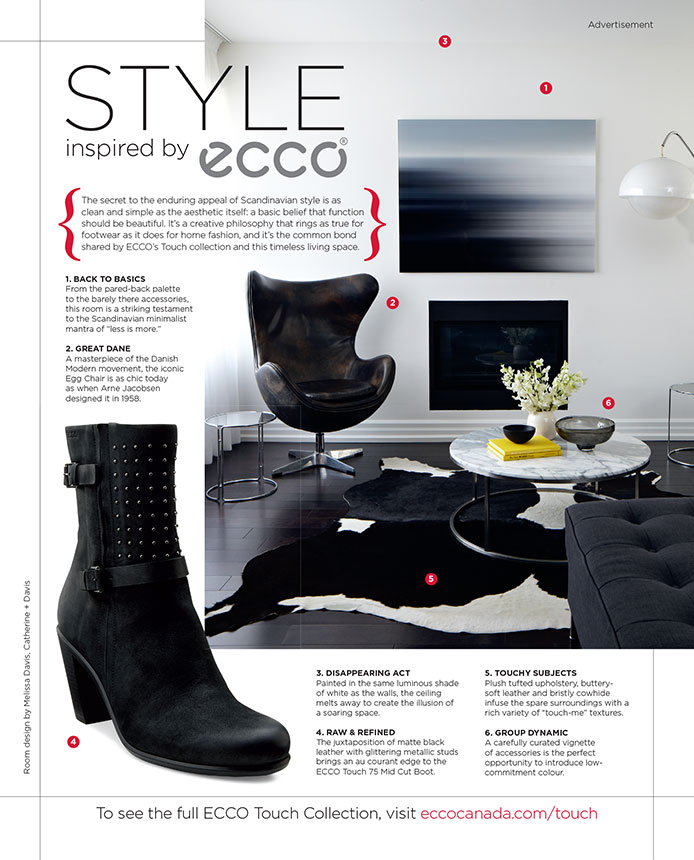 Advertisement
3
1
STYLE
inspired by ecco®
The secret to the enduring appeal of Scandinavian style is as
clean and simple as the aesthetic itself: a basic belief that function
should be beautiful. It's a creative philosophy that rings as true for
footwear as it does for home fashion, and it's the common bond
shared by ECCO's Touch collection and this timeless living space.
1. BACK TO BASICS
From the pared-back palette
to the barely there accessories,
this room is a striking testament
to the Scandinavian minimalist
mantra of "less is more."
2
2. GREAT DANE
A masterpiece of the Danish
Modern movement, the iconic
Egg Chair is as chic today
as when Arne Jacobsen
designed it in 1958.
6
5
Room design by Melissa Davis, Catherine + Davis
4
3. DISAPPEARING ACT
Painted in the same luminous shade
of white as the walls, the ceiling
melts away to create the illusion of
a soaring space.
4. RAW & REFINED
The juxtaposition of matte black
leather with glittering metallic studs
brings an au courant edge to the
ECCO Touch 75 Mid Cut Boot.
5. TOUCHY SUBJECTS
Plush tufted upholstery, buttery-
soft leather and bristly cowhide
infuse the spare surroundings with a
rich variety of "touch-me" textures.
6. GROUP DYNAMIC
A carefully curated vignette
of accessories is the perfect
opportunity to introduce low-
commitment colour.
To see the full ECCO Touch Collection, visit eccocanada.com/touch